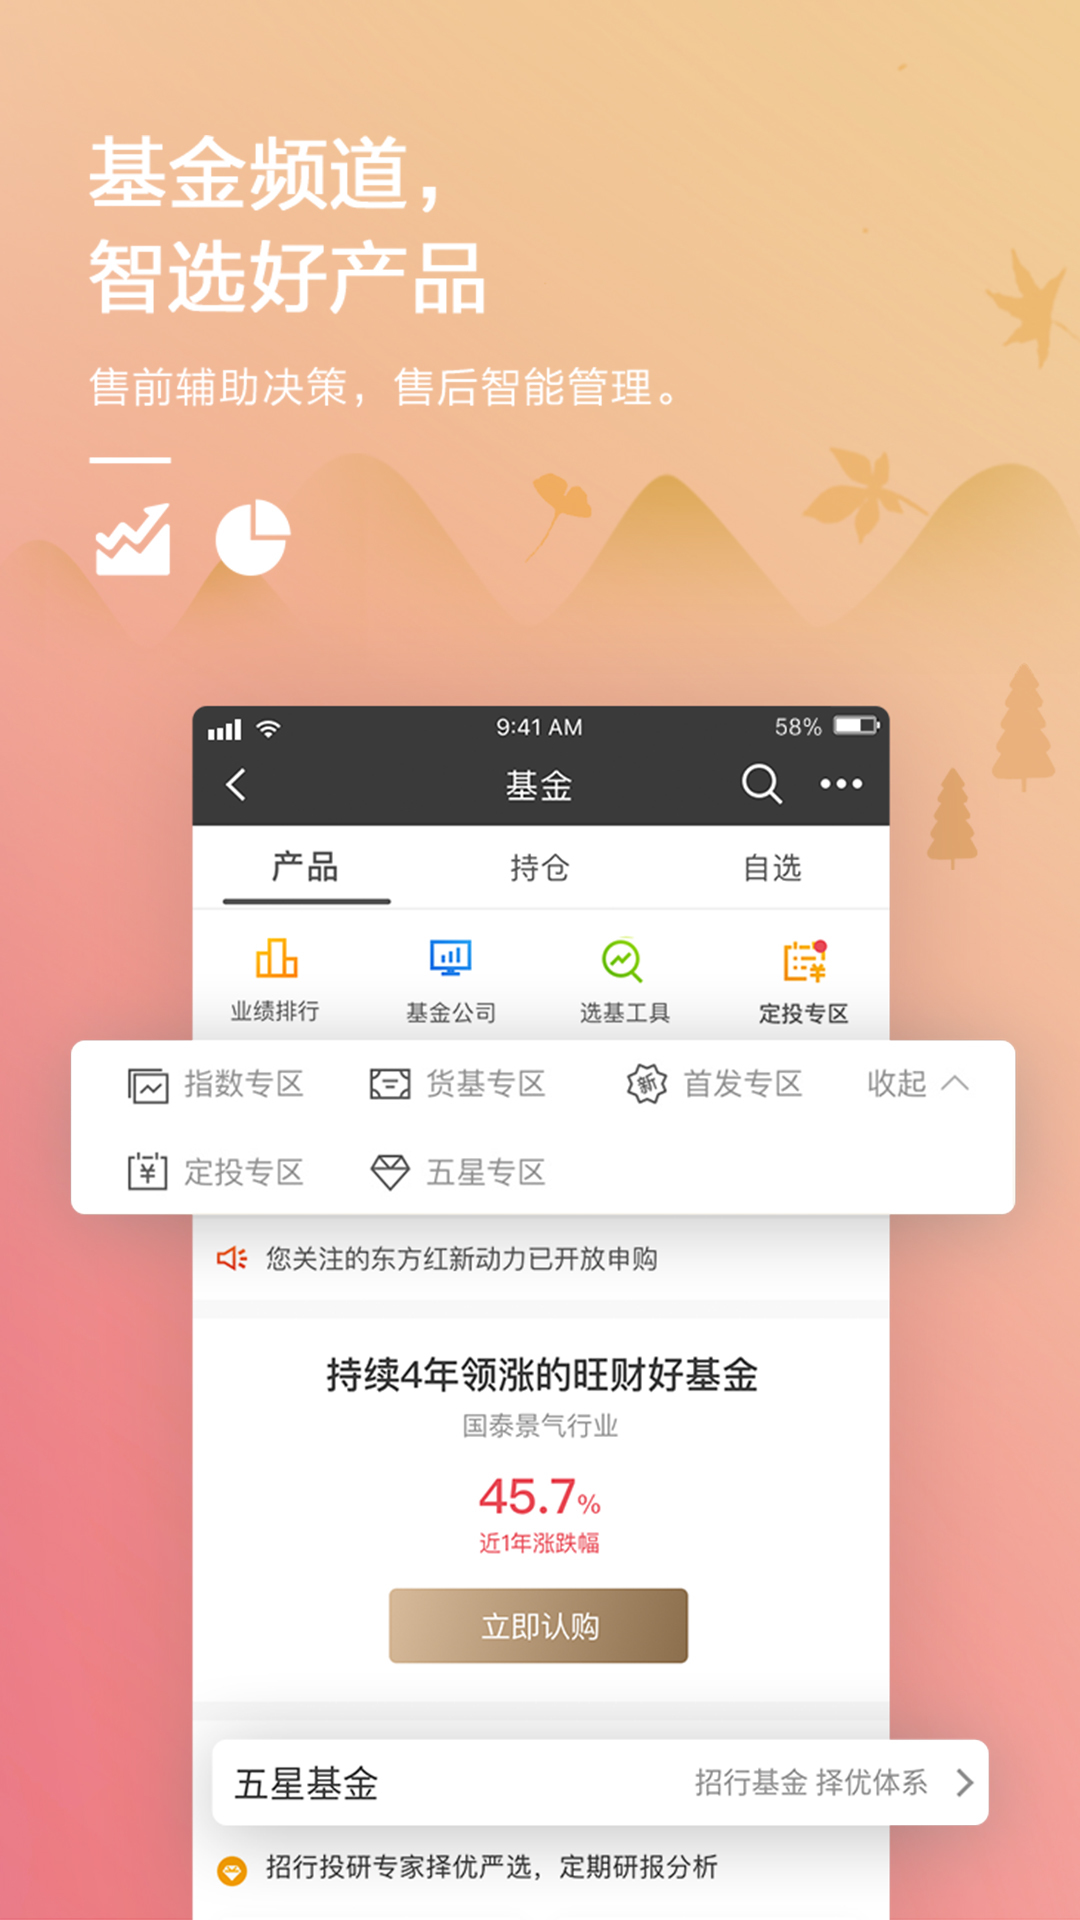 基金频道，
智选好产品
售前辅助决策，售后智能管理。
9:41 AM
58%
基金
产品
持仓
自选
业绩排行
基金公司
选基工具
定投专区
指数专区
货基专区
新
首发专区
收起
定投专区
五星专区
您关注的东方红新动力已开放申购
持续4年领涨的旺财好基金
国泰景气行业
45.7%
近1年涨跌幅
立即认购
五星基金
招行基金 择优体系
招行投研专家择优严选，定期研报分析